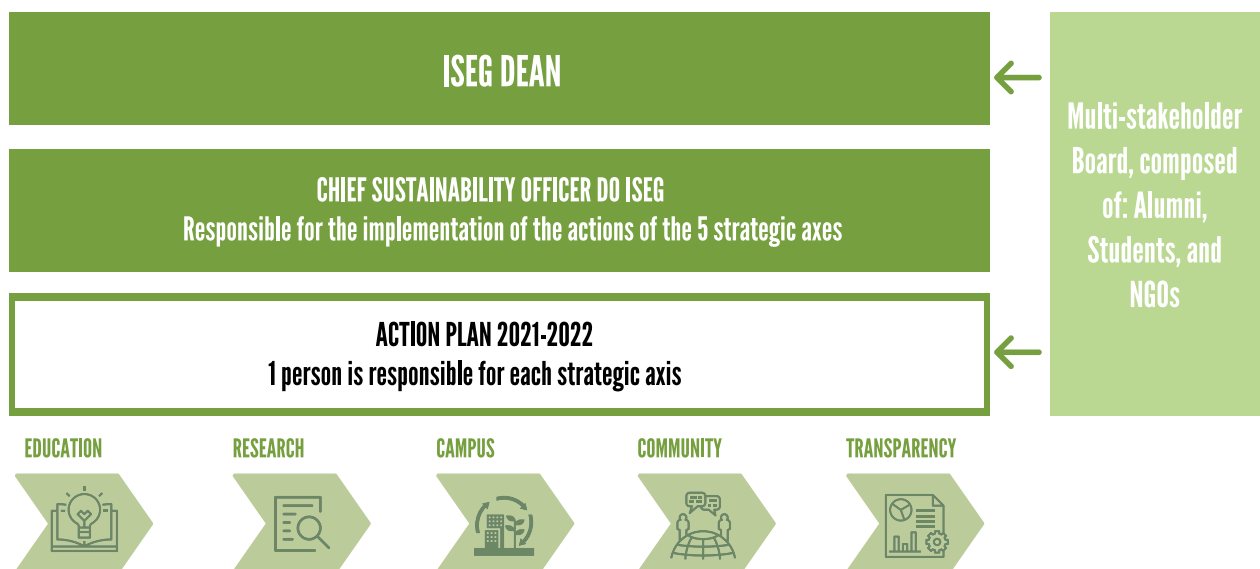 ISEG DEAN
CHIEF SUSTAINABILITY OFFICER DO ISEG
Responsible for the implementation of the actions of the 5 strategic axes
ACTION PLAN 2021-2022
1 person is responsible for each strategic axis
Multi-stakeholder
Board, composed
of: Alumni,
Students, and
NGOs
EDUCATION
RESEARCH
CAMPUS
COMMUNITY
TRANSPARENCY